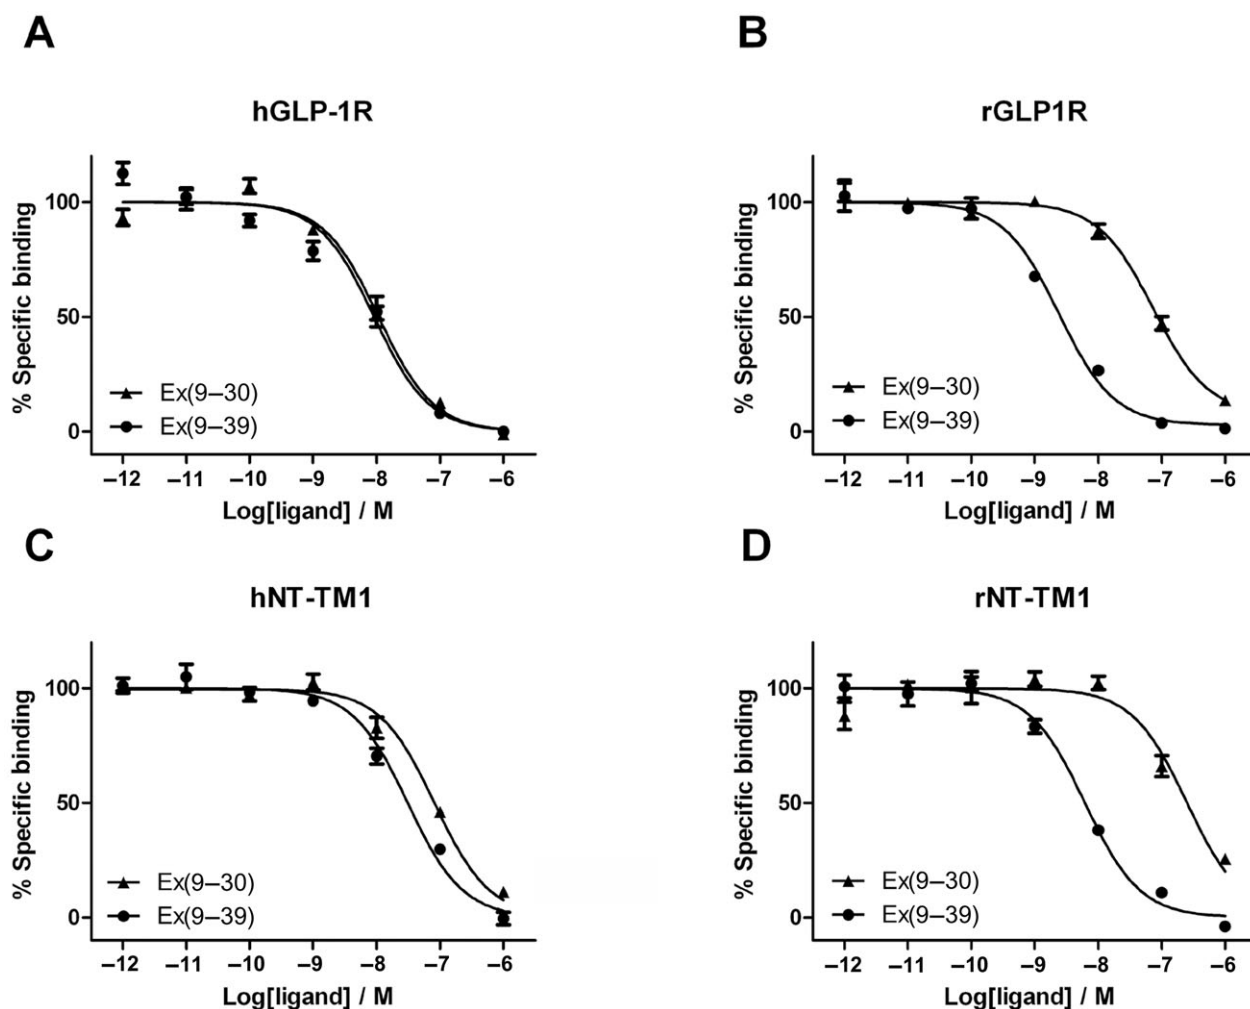 A
hGLP-1R
% Specific binding
100
50
0
Ex(9–30)
Ex(9–39)
–12 –11 –10 –9 –8 –7 –6
Log[ligand] / M
B
rGLP1R
% Specific binding
100
50
0
Ex(9–30)
Ex(9–39)
–12 –11 –10 –9 –8 –7 –6
Log[ligand] / M
C
hNT-TM1
% Specific binding
100
50
0
Ex(9–30)
Ex(9–39)
–12 –11 –10 –9 –8 –7 –6
Log[ligand] / M
D
rNT-TM1
% Specific binding
100
50
0
Ex(9–30)
Ex(9–39)
–12 –11 –10 –9 –8 –7 –6
Log[ligand] / M